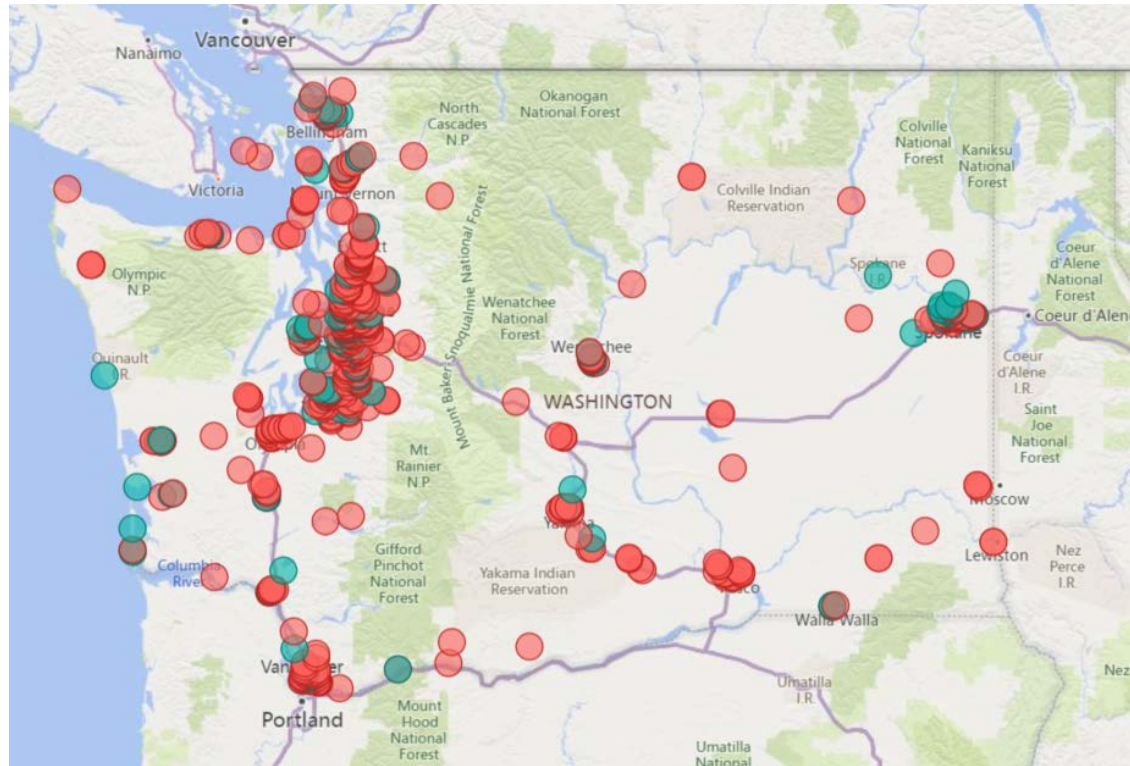 Vancouver
Nanaimo
Okanogan
National Forest
North
Cascades
N.P.
Bellingham
Colville
National
Forest
Kaniksu
National
Forest
Victoria
Colville Indian
Reservation
Mount Baker Snoqualmie National Forest
Olympic
N.P.
Spokane
I.R.
Coeur
d'Alene
National
Forest
Wenatchee
National
Forest
Coeur d'Alene
Spokane
Quinault
R.
Coeur
d'Alene
I.R.
WASHINGTON
Saint
Joe
National
Forest
Mt
Rainier
N.P.
Moscow
Lewiston
Gifford
Pinchot
National
Forest
Columbia
River
Yakama Indian
Reservation
Nez
Perce
I.R.
Walla Walla
Portland
Mount
Hood
National
Forest
Umatilla
I.R.
Nez
Umatilla
National